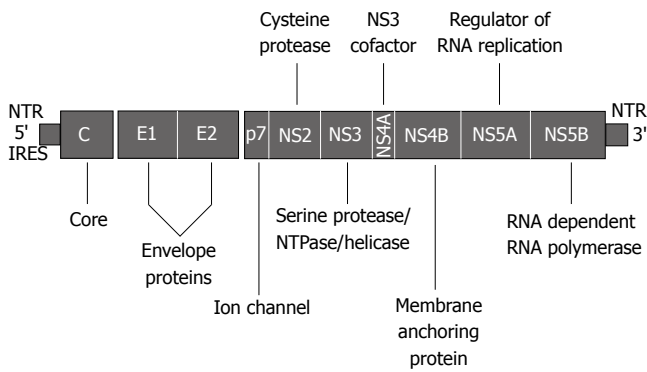 Cysteine
protease
NS3
cofactor
Regulator of
RNA replication
NTR
5'
IRES
C
E1
E2
p7
NS2
NS3
NS4A
NS4B
NS5A
NS5B
NTR
3'
Core
Envelope
proteins
Ion channel
Serine protease/
NTPase/helicase
Membrane
anchoring
protein
RNA dependent
RNA polymerase